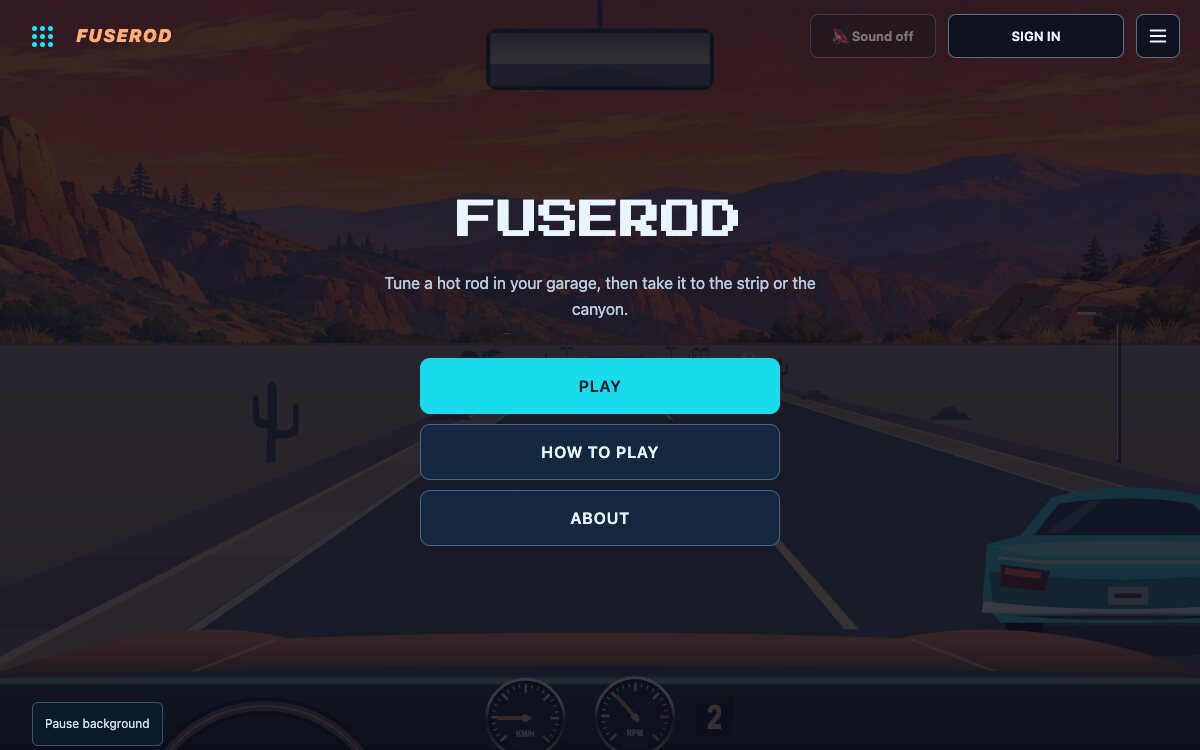 FUSEROD
Sound off
SIGN IN
FUSEROD
Tune a hot rod in your garage, then take it to the strip or the
canyon.
PLAY
HOW TO PLAY
ABOUT
Pause background
KM/H
RPM
2